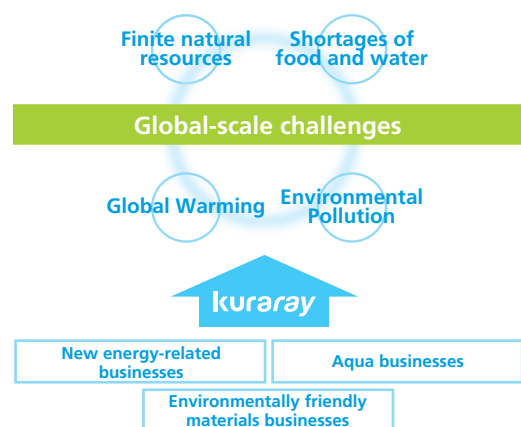 Finite natural
resources
Shortages of
food and water
Global-scale challenges
Global Warming
Environmental
Pollution
kuraray
New energy-related
businesses
Aqua businesses
Environmentally friendly
materials businesses